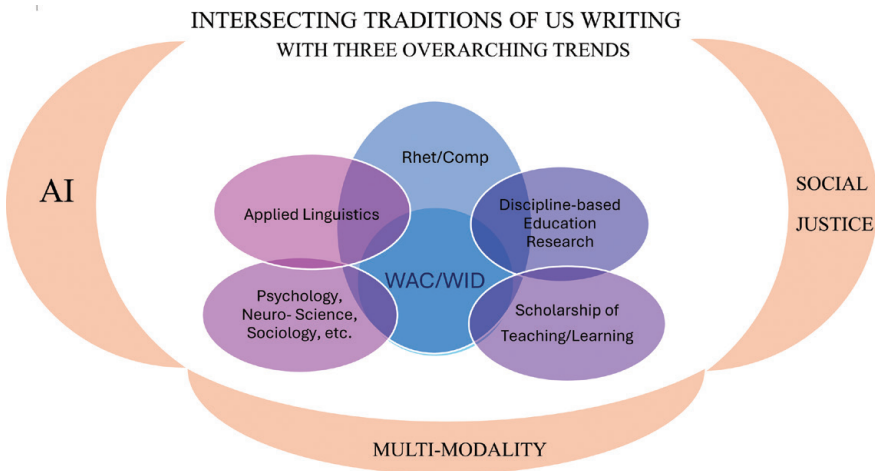 INTERSECTING TRADITIONS OF US WRITING
WITH THREE OVERARCHING TRENDS
Rhet/Comp
AI
Applied Linguistics
Discipline-based
Education
Research
SOCIAL
JUSTICE
WAC/WID
Psychology,
Neuro- Science,
Sociology, etc.
Scholarship of
Teaching/Learning
MULTI-MODALITY